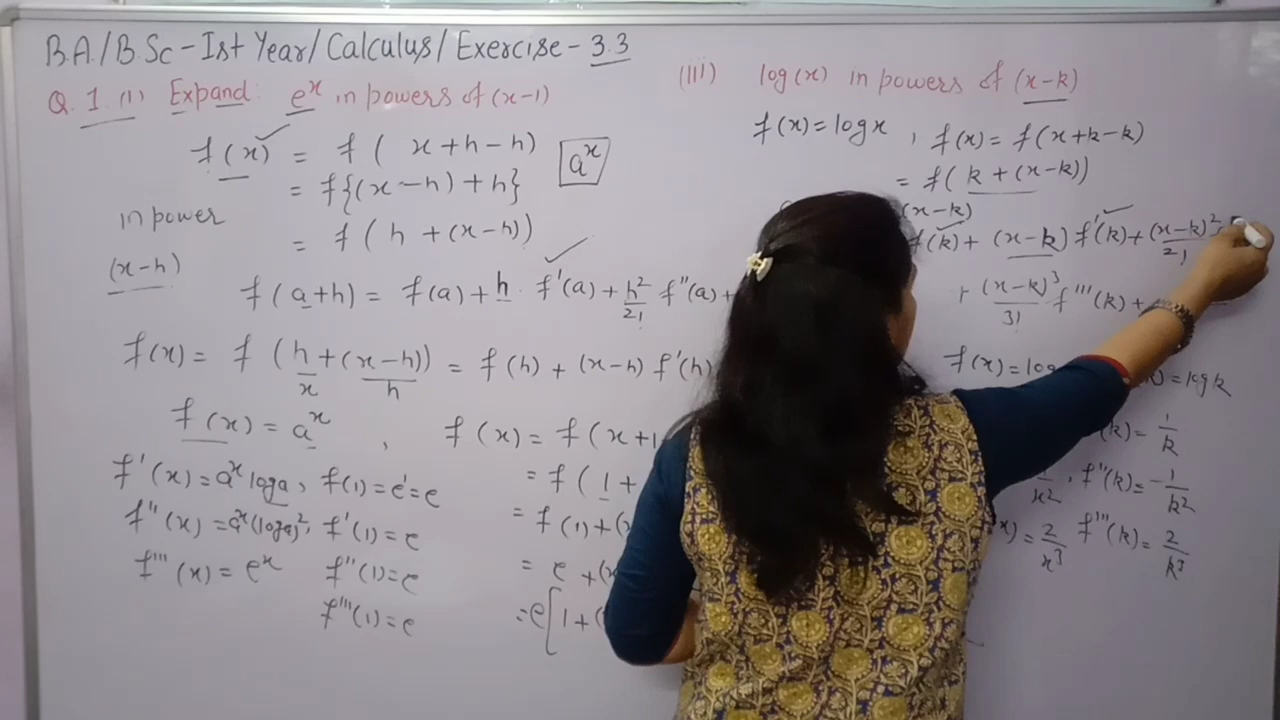 B.A./B.Sc - Ist Year/Calculus/Exercise - 3.3
Q. 1. (i) Expand: e^x in powers of (x-1)
f(x) = f( x+h-h)
a^x
= f{(x-h)+h}
in power
(x-h)
= f( h + (x-h))
f(a+h) = f(a) + h. f'(a) + h²/2! f''(a) +
f(x) = f (h + (x-h)) = f(h) + (x-h) f'(h)
x h
f(x) = a^x , f(x) = f(x+1
f'(x) = a^x log a, f(1) = e' = e = f( 1 +
f''(x) = a^x (log a)², f'(1) = e = f(1) + (
f'''(x) = e^x f''(1) = e = e + (x
f'''(1) = e = e[1 + (
(III) log(x) in powers of (x-k)
f(x) = log x , f(x) = f(x+k-k)
= f( k + (x-k))
(x-k)
f(k) + (x-k) f'(k) + (x-k)²/2!
+ (x-k)³/3! f'''(k) +
f(x) = log = log k
(k) = 1/k
x², f''(k) = -1/k²
(x) = 2/x³ f'''(k) = 2/k³